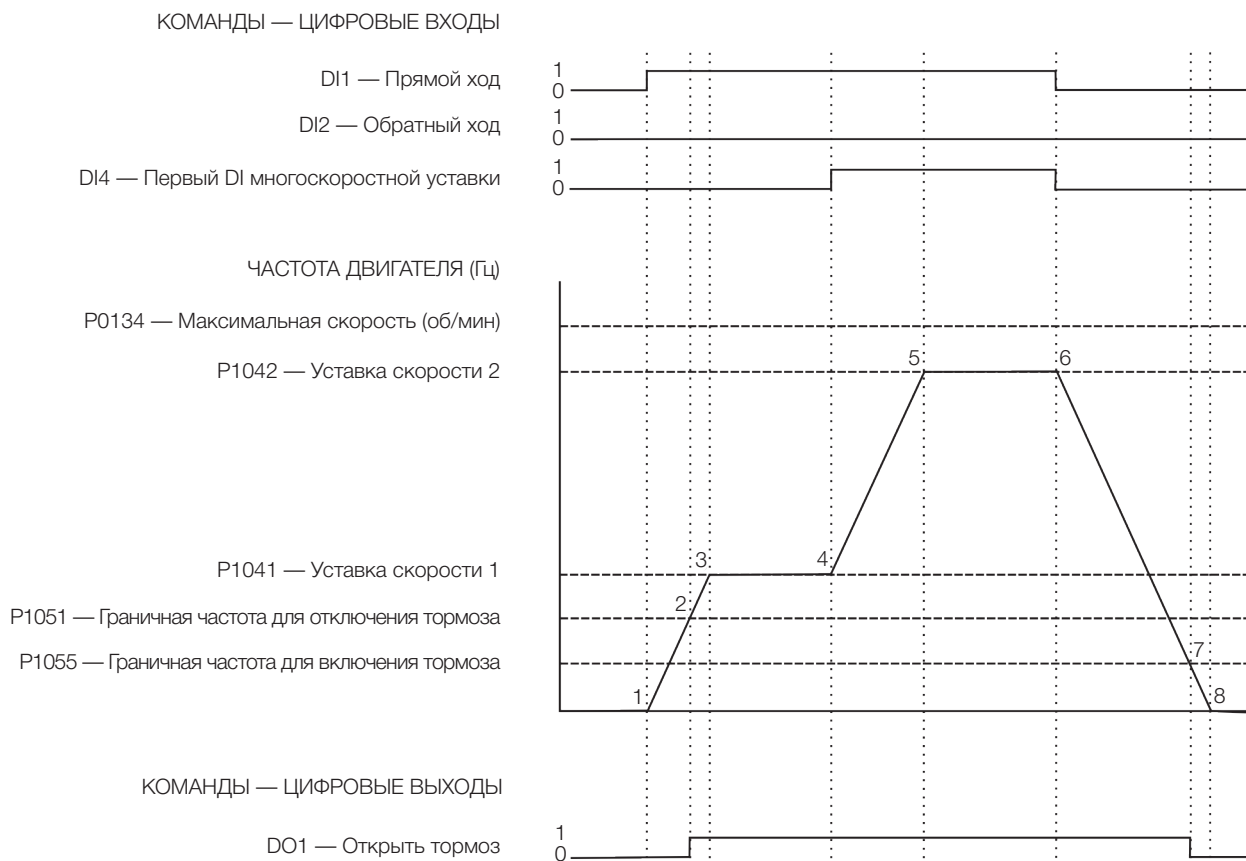 КОМАНДЫ — ЦИФРОВЫЕ ВХОДЫ
DI1 — Прямой ход
1
0
DI2 — Обратный ход
1
0
DI4 — Первый DI многоскоростной уставки
1
0
ЧАСТОТА ДВИГАТЕЛЯ (Гц)
P0134 — Максимальная скорость (об/мин)
P1042 — Уставка скорости 2
5
6
P1041 — Уставка скорости 1
3
4
P1051 — Граничная частота для отключения тормоза
2
P1055 — Граничная частота для включения тормоза
7
1
8
КОМАНДЫ — ЦИФРОВЫЕ ВЫХОДЫ
DO1 — Открыть тормоз
1
0